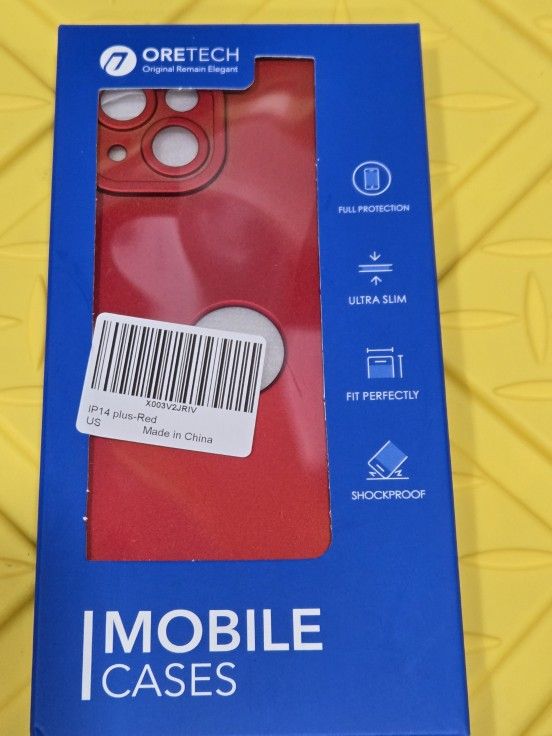 ORETECH
Original Remain Elegant
FULL PROTECTION
ULTRA SLIM
FIT PERFECTLY
SHOCKPROOF
X003V2JRIV
IP14 plus-Red
US
Made in China
MOBILE
CASES